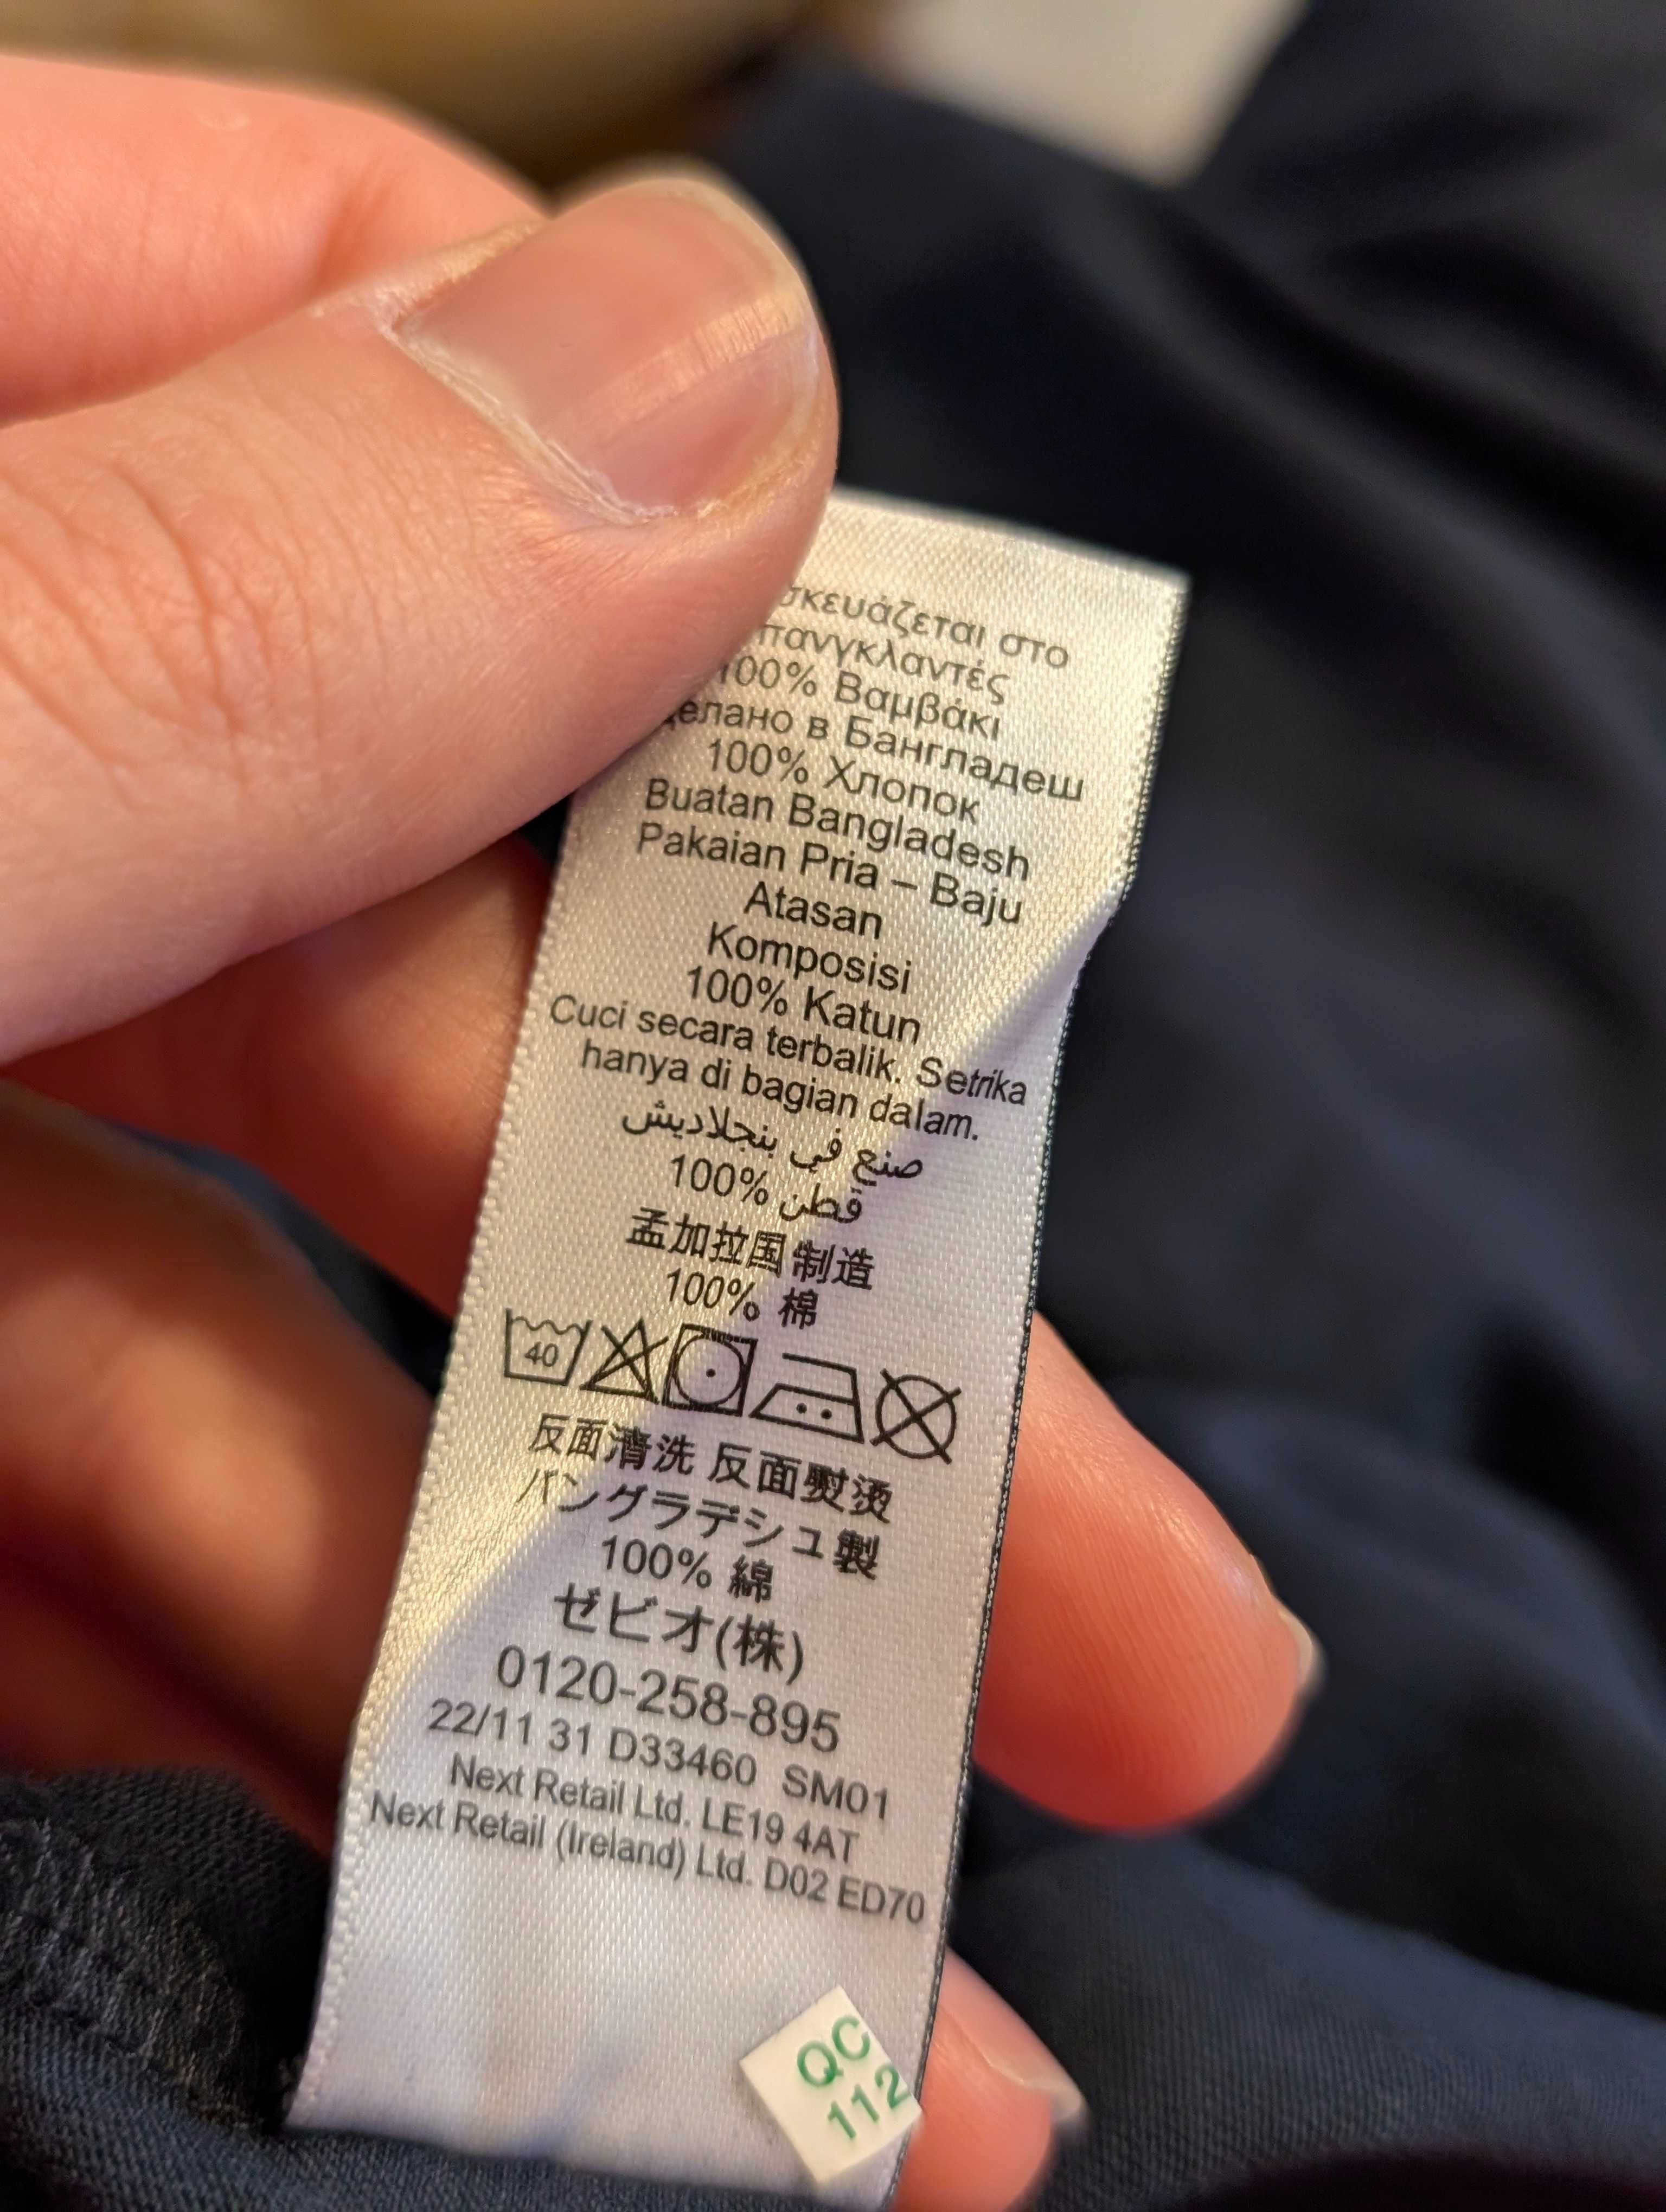 στο
100% Βαμβάκι
в Бангладеш
100% Хлопок
Buatan Bangladesh
Pakaian Pria – Baju
Atasan
Komposisi
100% Katun
Cuci secara terbalik. Setrika
hanya di bagian dalam.
صنع في بنجلاديش
100% قطن
孟加拉国制造
100% 棉
40
反面清洗 反面熨烫
バングラデシュ製
100% 綿
ゼビオ(株)
0120-258-895
22/11 31 D33460 SM01
Next Retail Ltd. LE19 4AT
Next Retail (Ireland) Ltd. D02 ED70
QC
112